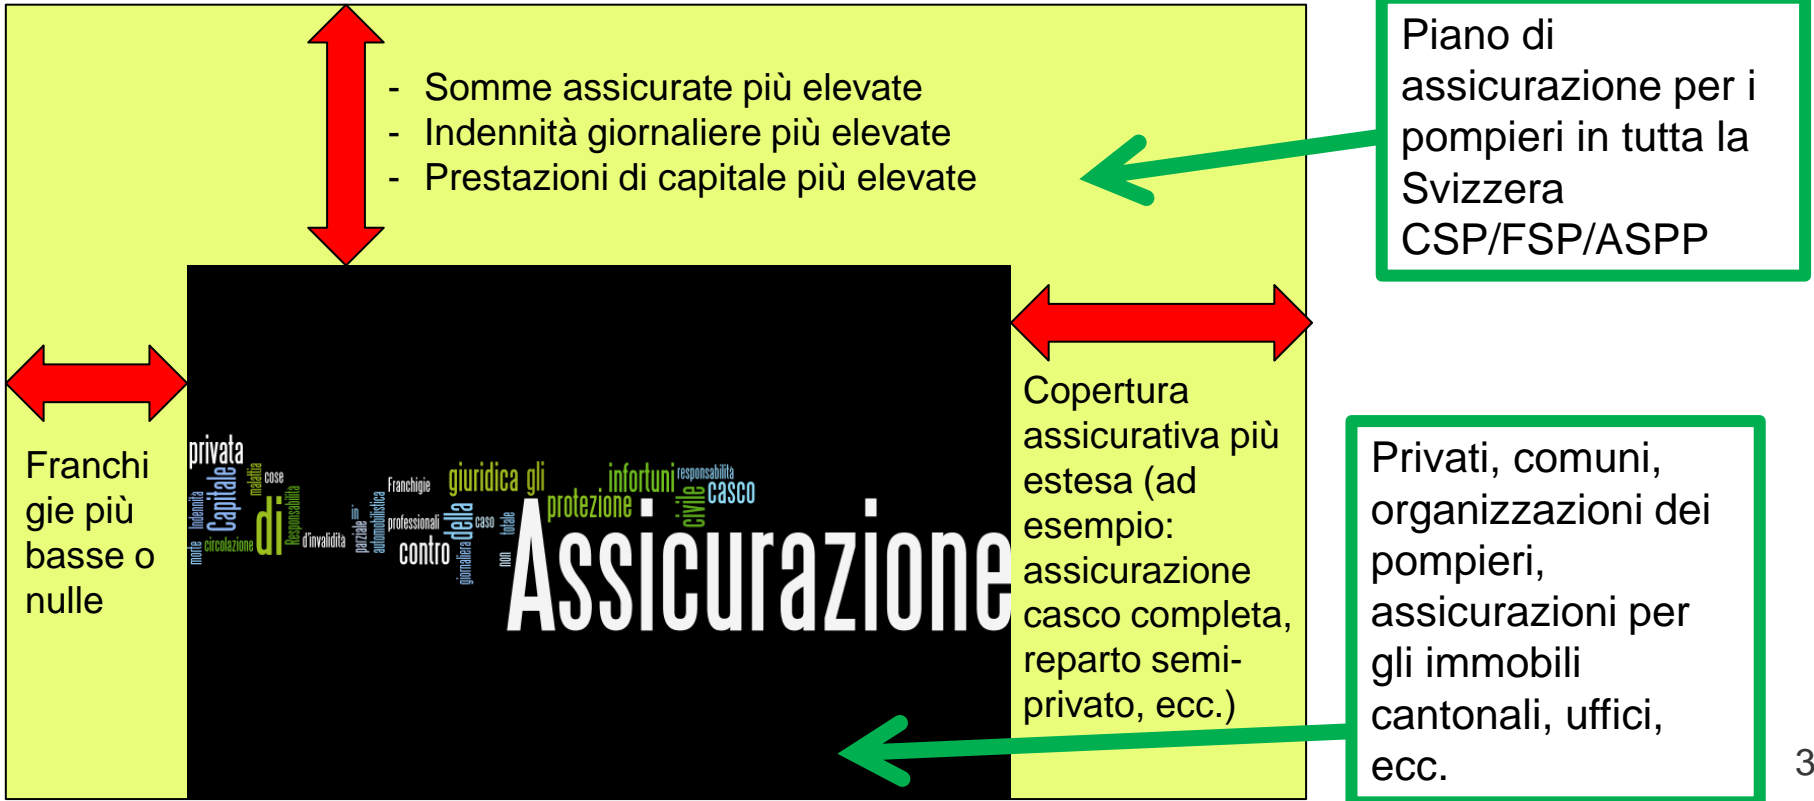 - Somme assicurate più elevate
- Indennità giornaliere più elevate
- Prestazioni di capitale più elevate
Piano di
assicurazione per i
pompieri in tutta la
Svizzera
CSP/FSP/ASPP
Franchi
gie più
basse o
nulle
privata
Capitale
malattia
cose
Indennità
morte
circolazione
di
Responsabilità
d'invalidità
in'
parziale
automobilistica
Franchigie
professionali
contro
della
giornaliera
caso
non
totale
giuridica gli
protezione
infortuni
responsabilità
civile
casco
Assicurazione
Copertura
assicurativa più
estesa (ad
esempio:
assicurazione
casco completa,
reparto semi-
privato, ecc.)
Privati, comuni,
organizzazioni dei
pompieri,
assicurazioni per
gli immobili
cantonali, uffici,
ecc.
3